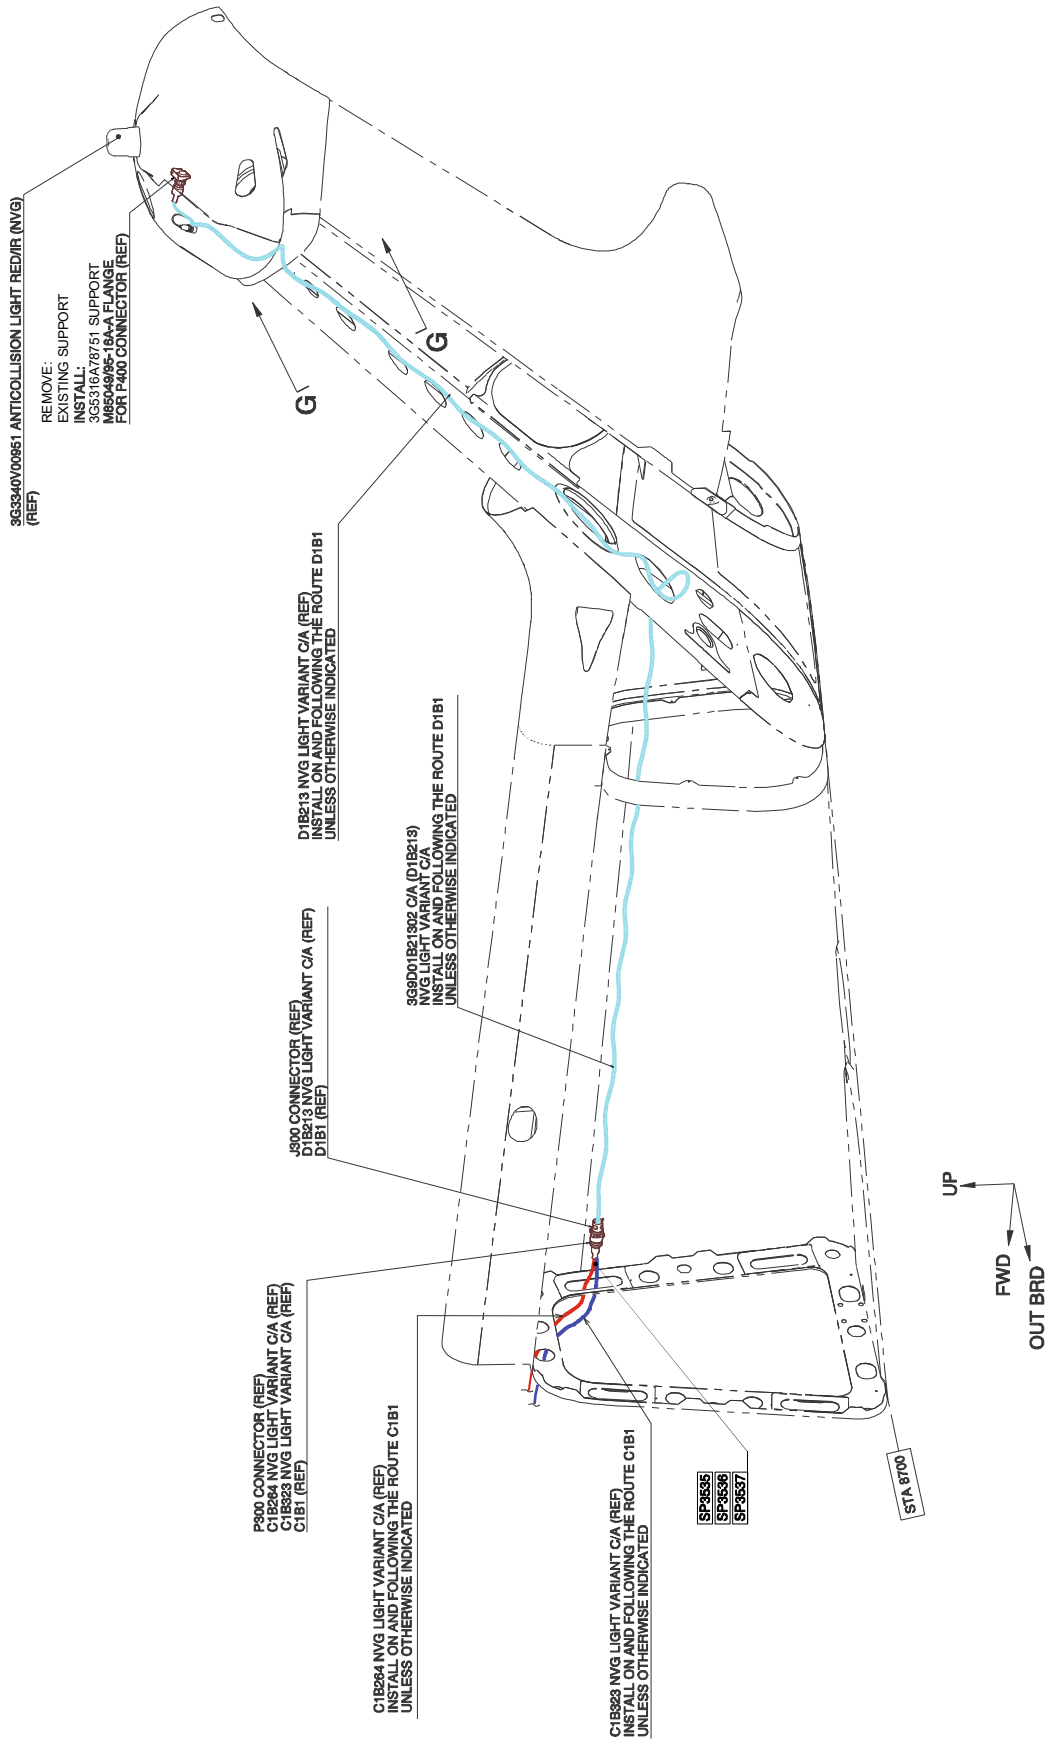 3G3340V00951 ANTICOLLISION LIGHT RED/IR (NVG)
(REF)
REMOVE:
EXISTING SUPPORT
INSTALL:
3G5316A78751 SUPPORT
M85049/95-16A-A FLANGE
FOR P400 CONNECTOR (REF)
G
G
D1B213 NVG LIGHT VARIANT C/A (REF)
INSTALL ON AND FOLLOWING THE ROUTE D1B1
UNLESS OTHERWISE INDICATED
3G9D01B21302 C/A (D1B213)
NVG LIGHT VARIANT C/A
INSTALL ON AND FOLLOWING THE ROUTE D1B1
UNLESS OTHERWISE INDICATED
J300 CONNECTOR (REF)
D1B213 NVG LIGHT VARIANT C/A (REF)
D1B1 (REF)
P300 CONNECTOR (REF)
C1B264 NVG LIGHT VARIANT C/A (REF)
C1B323 NVG LIGHT VARIANT C/A (REF)
C1B1 (REF)
C1B264 NVG LIGHT VARIANT C/A (REF)
INSTALL ON AND FOLLOWING THE ROUTE C1B1
UNLESS OTHERWISE INDICATED
C1B323 NVG LIGHT VARIANT C/A (REF)
INSTALL ON AND FOLLOWING THE ROUTE C1B1
UNLESS OTHERWISE INDICATED
SP3535
SP3536
SP3537
STA 8700
UP
FWD
OUT BRD